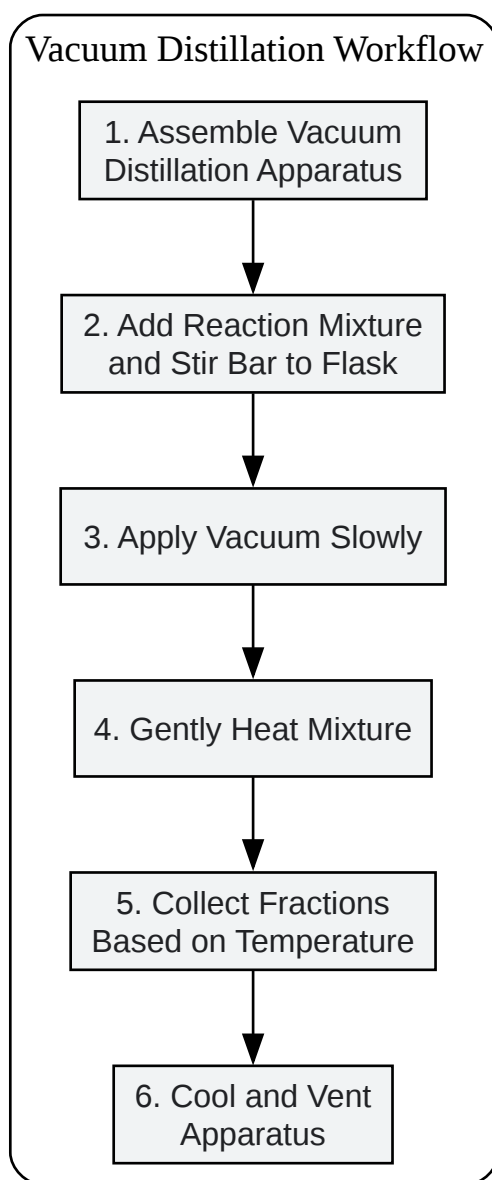 Vacuum Distillation Workflow
1. Assemble Vacuum
Distillation Apparatus
2. Add Reaction Mixture
and Stir Bar to Flask
3. Apply Vacuum Slowly
4. Gently Heat Mixture
5. Collect Fractions
Based on Temperature
6. Cool and Vent
Apparatus